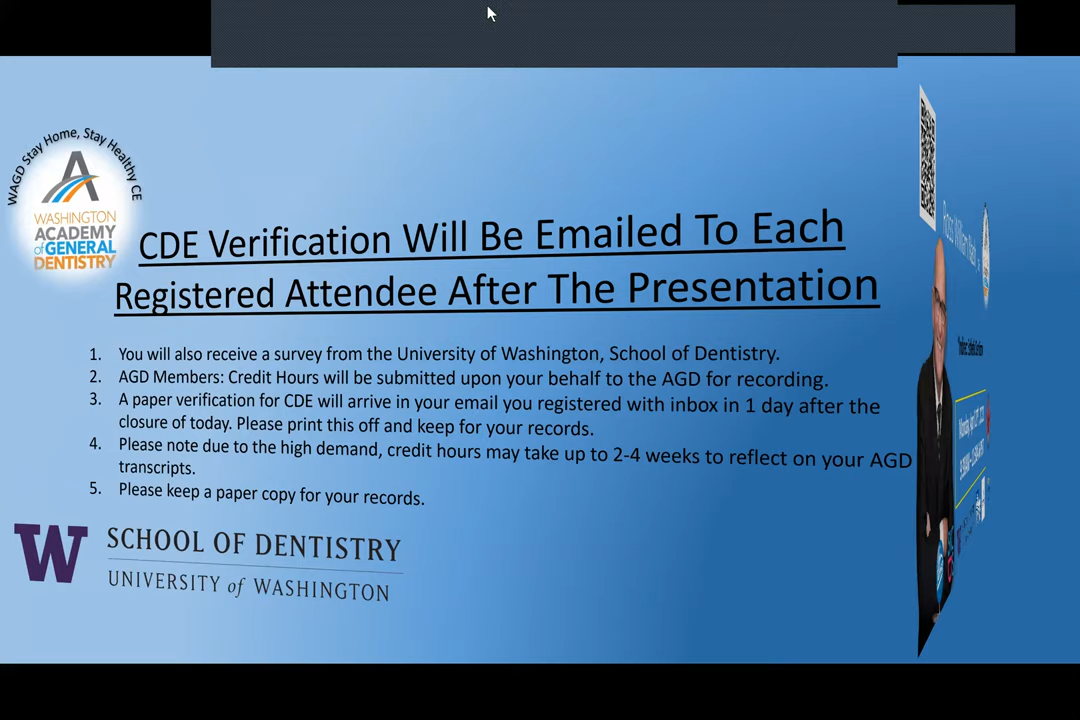 WAGD Stay Home, Stay Healthy CE
WASHINGTON
ACADEMY
of GENERAL
DENTISTRY
CDE Verification Will Be Emailed To Each
Registered Attendee After The Presentation
1. You will also receive a survey from the University of Washington, School of Dentistry.
2. AGD Members: Credit Hours will be submitted upon your behalf to the AGD for recording.
3. A paper verification for CDE will arrive in your email you registered with inbox in 1 day after the
closure of today. Please print this off and keep for your records.
4. Please note due to the high demand, credit hours may take up to 2-4 weeks to reflect on your AGD
transcripts.
5. Please keep a paper copy for your records.
W
SCHOOL OF DENTISTRY
UNIVERSITY of WASHINGTON